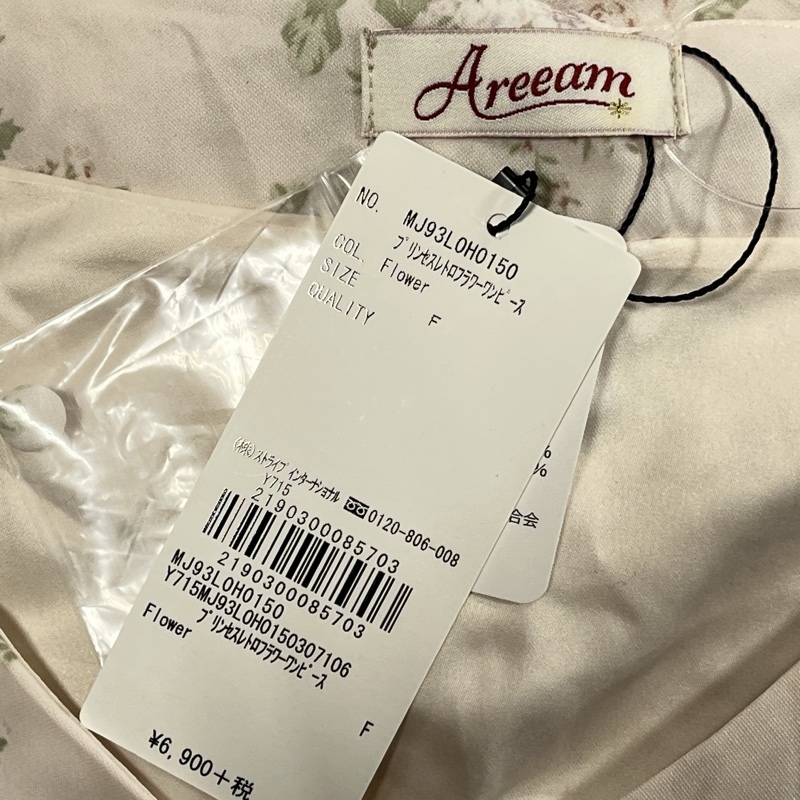 Areeam
NO. MJ93L0H0150
プリンセスレトロフラワーワンピース
COL. Flower
SIZE F
QUALITY
(株)ストライプインターナショナル
Y715 0120-806-008
2190300085703
2190300085703
MJ93L0H0150
Y715MJ93L0H0150307106
プリンセスレトロフラワーワンピース
Flower F
¥6,900+税
%
%
合会